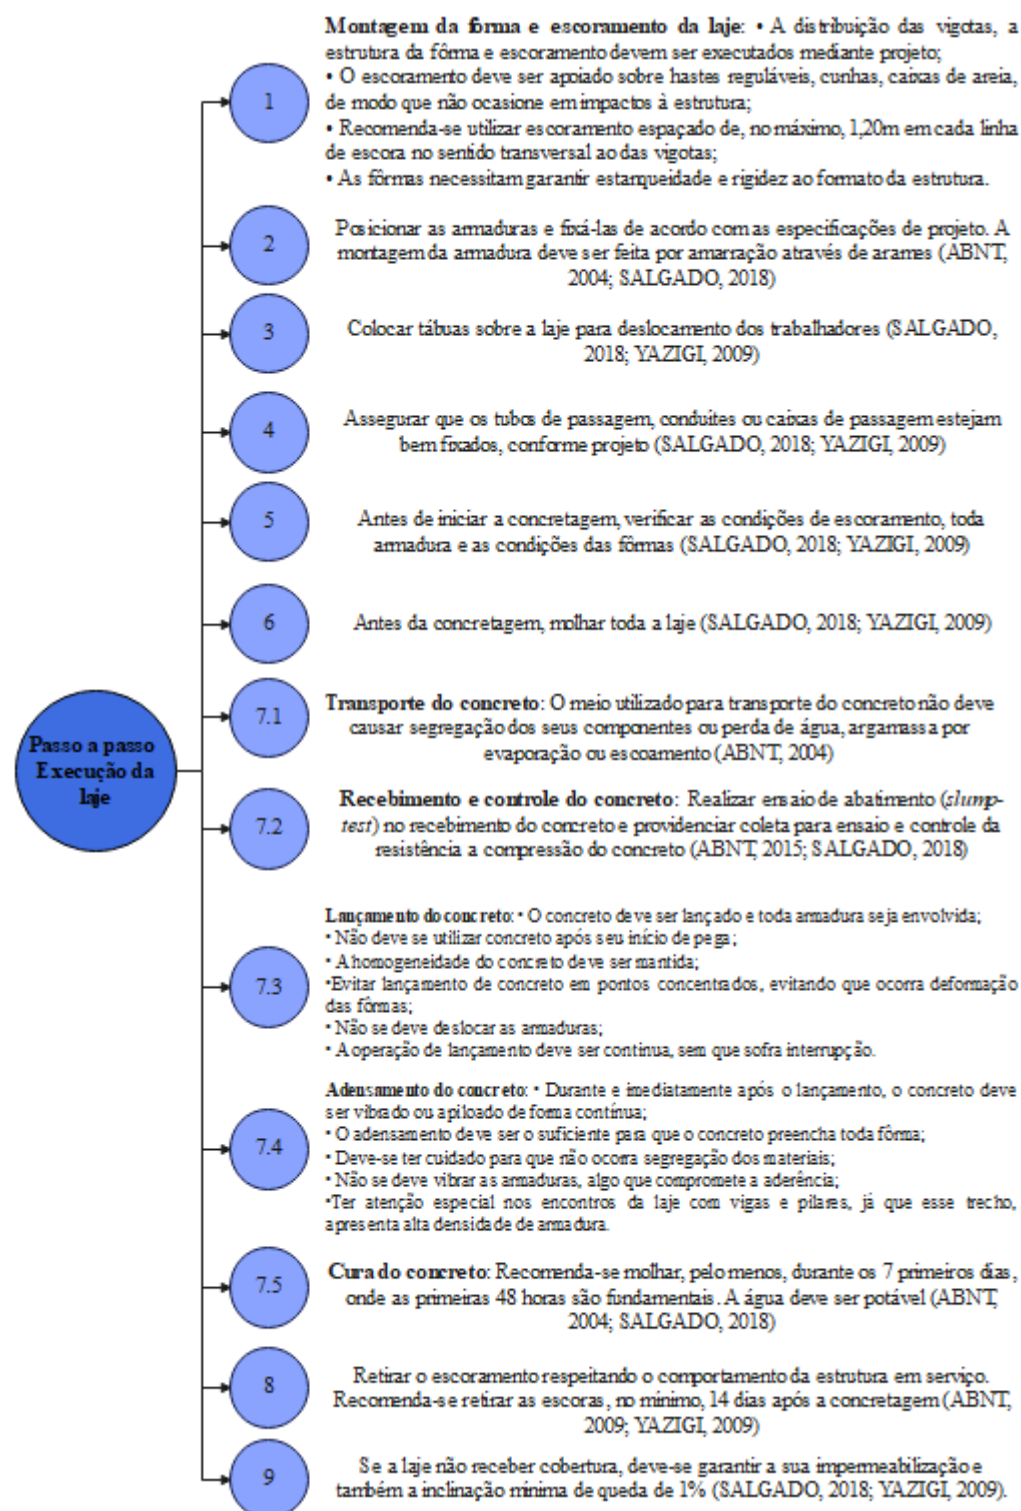 Montagem da fôrma e escoramento da laje: • A distribuição das vigotas, a
estrutura da fôrma e escoramento devem ser executados mediante projeto;
• O escoramento deve ser apoiado sobre hastes reguláveis, cunhas, caixas de areia,
de modo que não ocasione em impactos à estrutura;
• Recomenda-se utilizar escoramento espaçado de, no máximo, 1,20m em cada linha
de escora no sentido transversal ao das vigotas;
• As fôrmas necessitam garantir estanqueidade e rigidez ao formato da estrutura.
1
Posicionar as armaduras e fixá-las de acordo com as especificações de projeto. A
montagem da armadura deve ser feita por amarração através de arames (ABNT,
2004; SALGADO, 2018)
2
Colocar tábuas sobre a laje para deslocamento dos trabalhadores (SALGADO,
2018; YAZIGI, 2009)
3
Assegurar que os tubos de passagem, conduites ou caixas de passagem estejam
bem fixados, conforme projeto (SALGADO, 2018; YAZIGI, 2009)
4
Antes de iniciar a concretagem, verificar as condições de escoramento, toda
armadura e as condições das fôrmas (SALGADO, 2018; YAZIGI, 2009)
5
Antes da concretagem, molhar toda a laje (SALGADO, 2018; YAZIGI, 2009)
6
Transporte do concreto: O meio utilizado para transporte do concreto não deve
causar segregação dos seus componentes ou perda de água, argamassa por
evaporação ou escoamento (ABNT, 2004)
7.1
Passo a passo
Execução da
laje
Recebimento e controle do concreto: Realizar ensaio de abatimento (slump-
test) no recebimento do concreto e providenciar coleta para ensaio e controle da
resistência a compressão do concreto (ABNT, 2015; SALGADO, 2018)
7.2
Lançamento do concreto: • O concreto deve ser lançado e toda armadura seja envolvida;
• Não deve se utilizar concreto após seu início de pega;
• A homogeneidade do concreto deve ser mantida;
•Evitar lançamento de concreto em pontos concentrados, evitando que ocorra deformação
das fôrmas;
• Não se deve deslocar as armaduras;
• A operação de lançamento deve ser contínua, sem que sofra interrupção.
7.3
Adensamento do concreto: • Durante e imediatamente após o lançamento, o concreto deve
ser vibrado ou apiloado de forma contínua;
• O adensamento deve ser o suficiente para que o concreto preencha toda fôrma;
• Deve-se ter cuidado para que não ocorra segregação dos materiais;
• Não se deve vibrar as armaduras, algo que compromete a aderência;
•Ter atenção especial nos encontros da laje com vigas e pilares, já que esse trecho,
apresenta alta densidade de armadura.
7.4
Cura do concreto: Recomenda-se molhar, pelo menos, durante os 7 primeiros dias,
onde as primeiras 48 horas são fundamentais. A água deve ser potável (ABNT,
2004; SALGADO, 2018)
7.5
Retirar o escoramento respeitando o comportamento da estrutura em serviço.
Recomenda-se retirar as escoras, no mínimo, 14 dias após a concretagem (ABNT,
2009; YAZIGI, 2009)
8
Se a laje não receber cobertura, deve-se garantir a sua impermeabilização e
também a inclinação mínima de queda de 1% (SALGADO, 2018; YAZIGI, 2009).
9